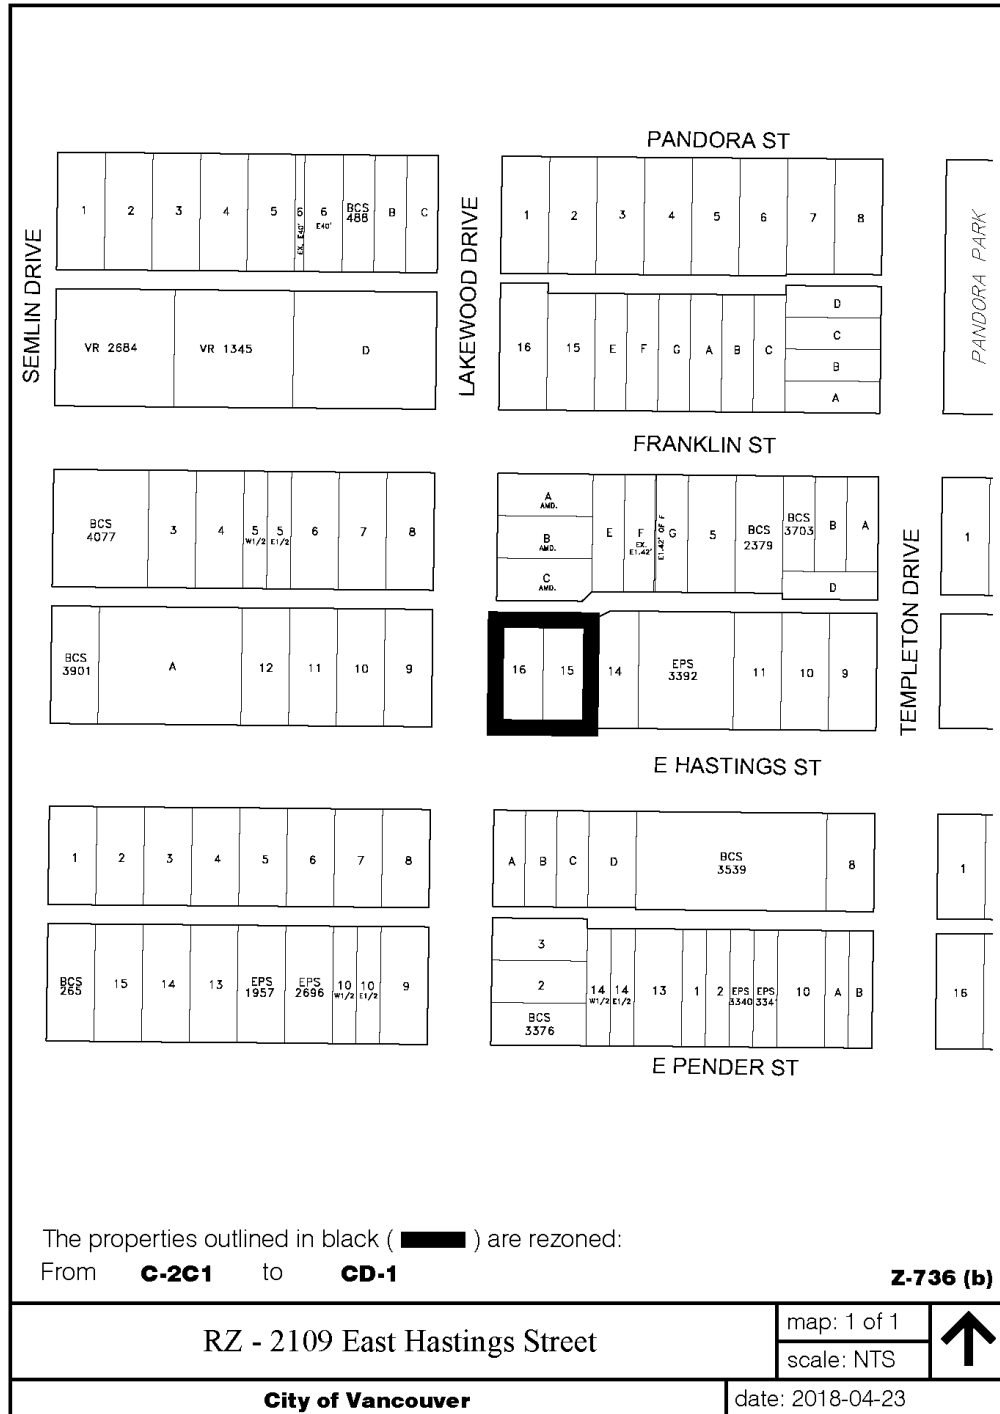 PANDORA ST
1 2 3 4 5 6 EX. E40' 6 E40' BCS 488 B C
1 2 3 4 5 6 7 8
SEMLIN DRIVE
LAKEWOOD DRIVE
PANDORA PARK
VR 2684 VR 1345 D
16 15 E F G A B C
D
C
B
A
FRANKLIN ST
BCS 4077 3 4 5 W1/2 5 E1/2 6 7 8
A AMD.
B AMD.
C AMD.
E F EX. E1.42' E1.42' OF F G 5 BCS 2379 BCS 3703 B A
D
1
TEMPLETON DRIVE
BCS 3901 A 12 11 10 9
16 15 14 EPS 3392 11 10 9
E HASTINGS ST
1 2 3 4 5 6 7 8
A B C D BCS 3539 8
1
BCS 265 15 14 13 EPS 1957 EPS 2696 10 W1/2 10 E1/2 9
3
2
BCS 3376
14 W1/2 14 E1/2 13 1 2 EPS 3340 EPS 334 10 A B
16
E PENDER ST
The properties outlined in black ( ) are rezoned:
From C-2C1 to CD-1
Z-736 (b)
RZ - 2109 East Hastings Street
map: 1 of 1
scale: NTS
City of Vancouver
date: 2018-04-23